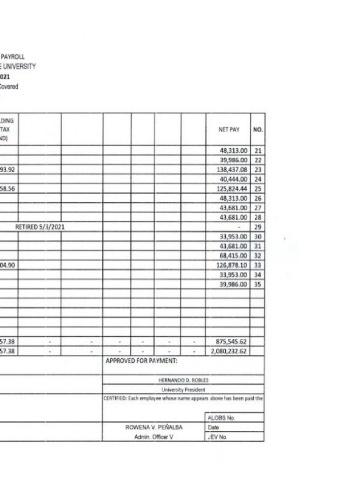 PAYROLL
E UNIVERSITY
021
Covered
LDING
TAX
ND)
NET PAY NO.
48,313.00 21
39,986.00 22
93.92 138,437.08 23
40,444.00 24
58.56 125,824.44 25
48,313.00 26
43,681.00 27
43,681.00 28
RETIRED 5/3/2021 - 29
33,953.00 30
43,681.00 31
68,415.00 32
04.90 126,878.10 33
33,953.00 34
39,986.00 35
57.38 - - - - - 875,545.62
57.38 - - - - - 2,080,232.62
APPROVED FOR PAYMENT:
HERNANDO D. ROBLES
University President
CERTIFIED: Each employee whose name appears above has been paid the
ALOBS No.
ROWENA V. PEÑALBA Date
Admin. Officer V JEV No.